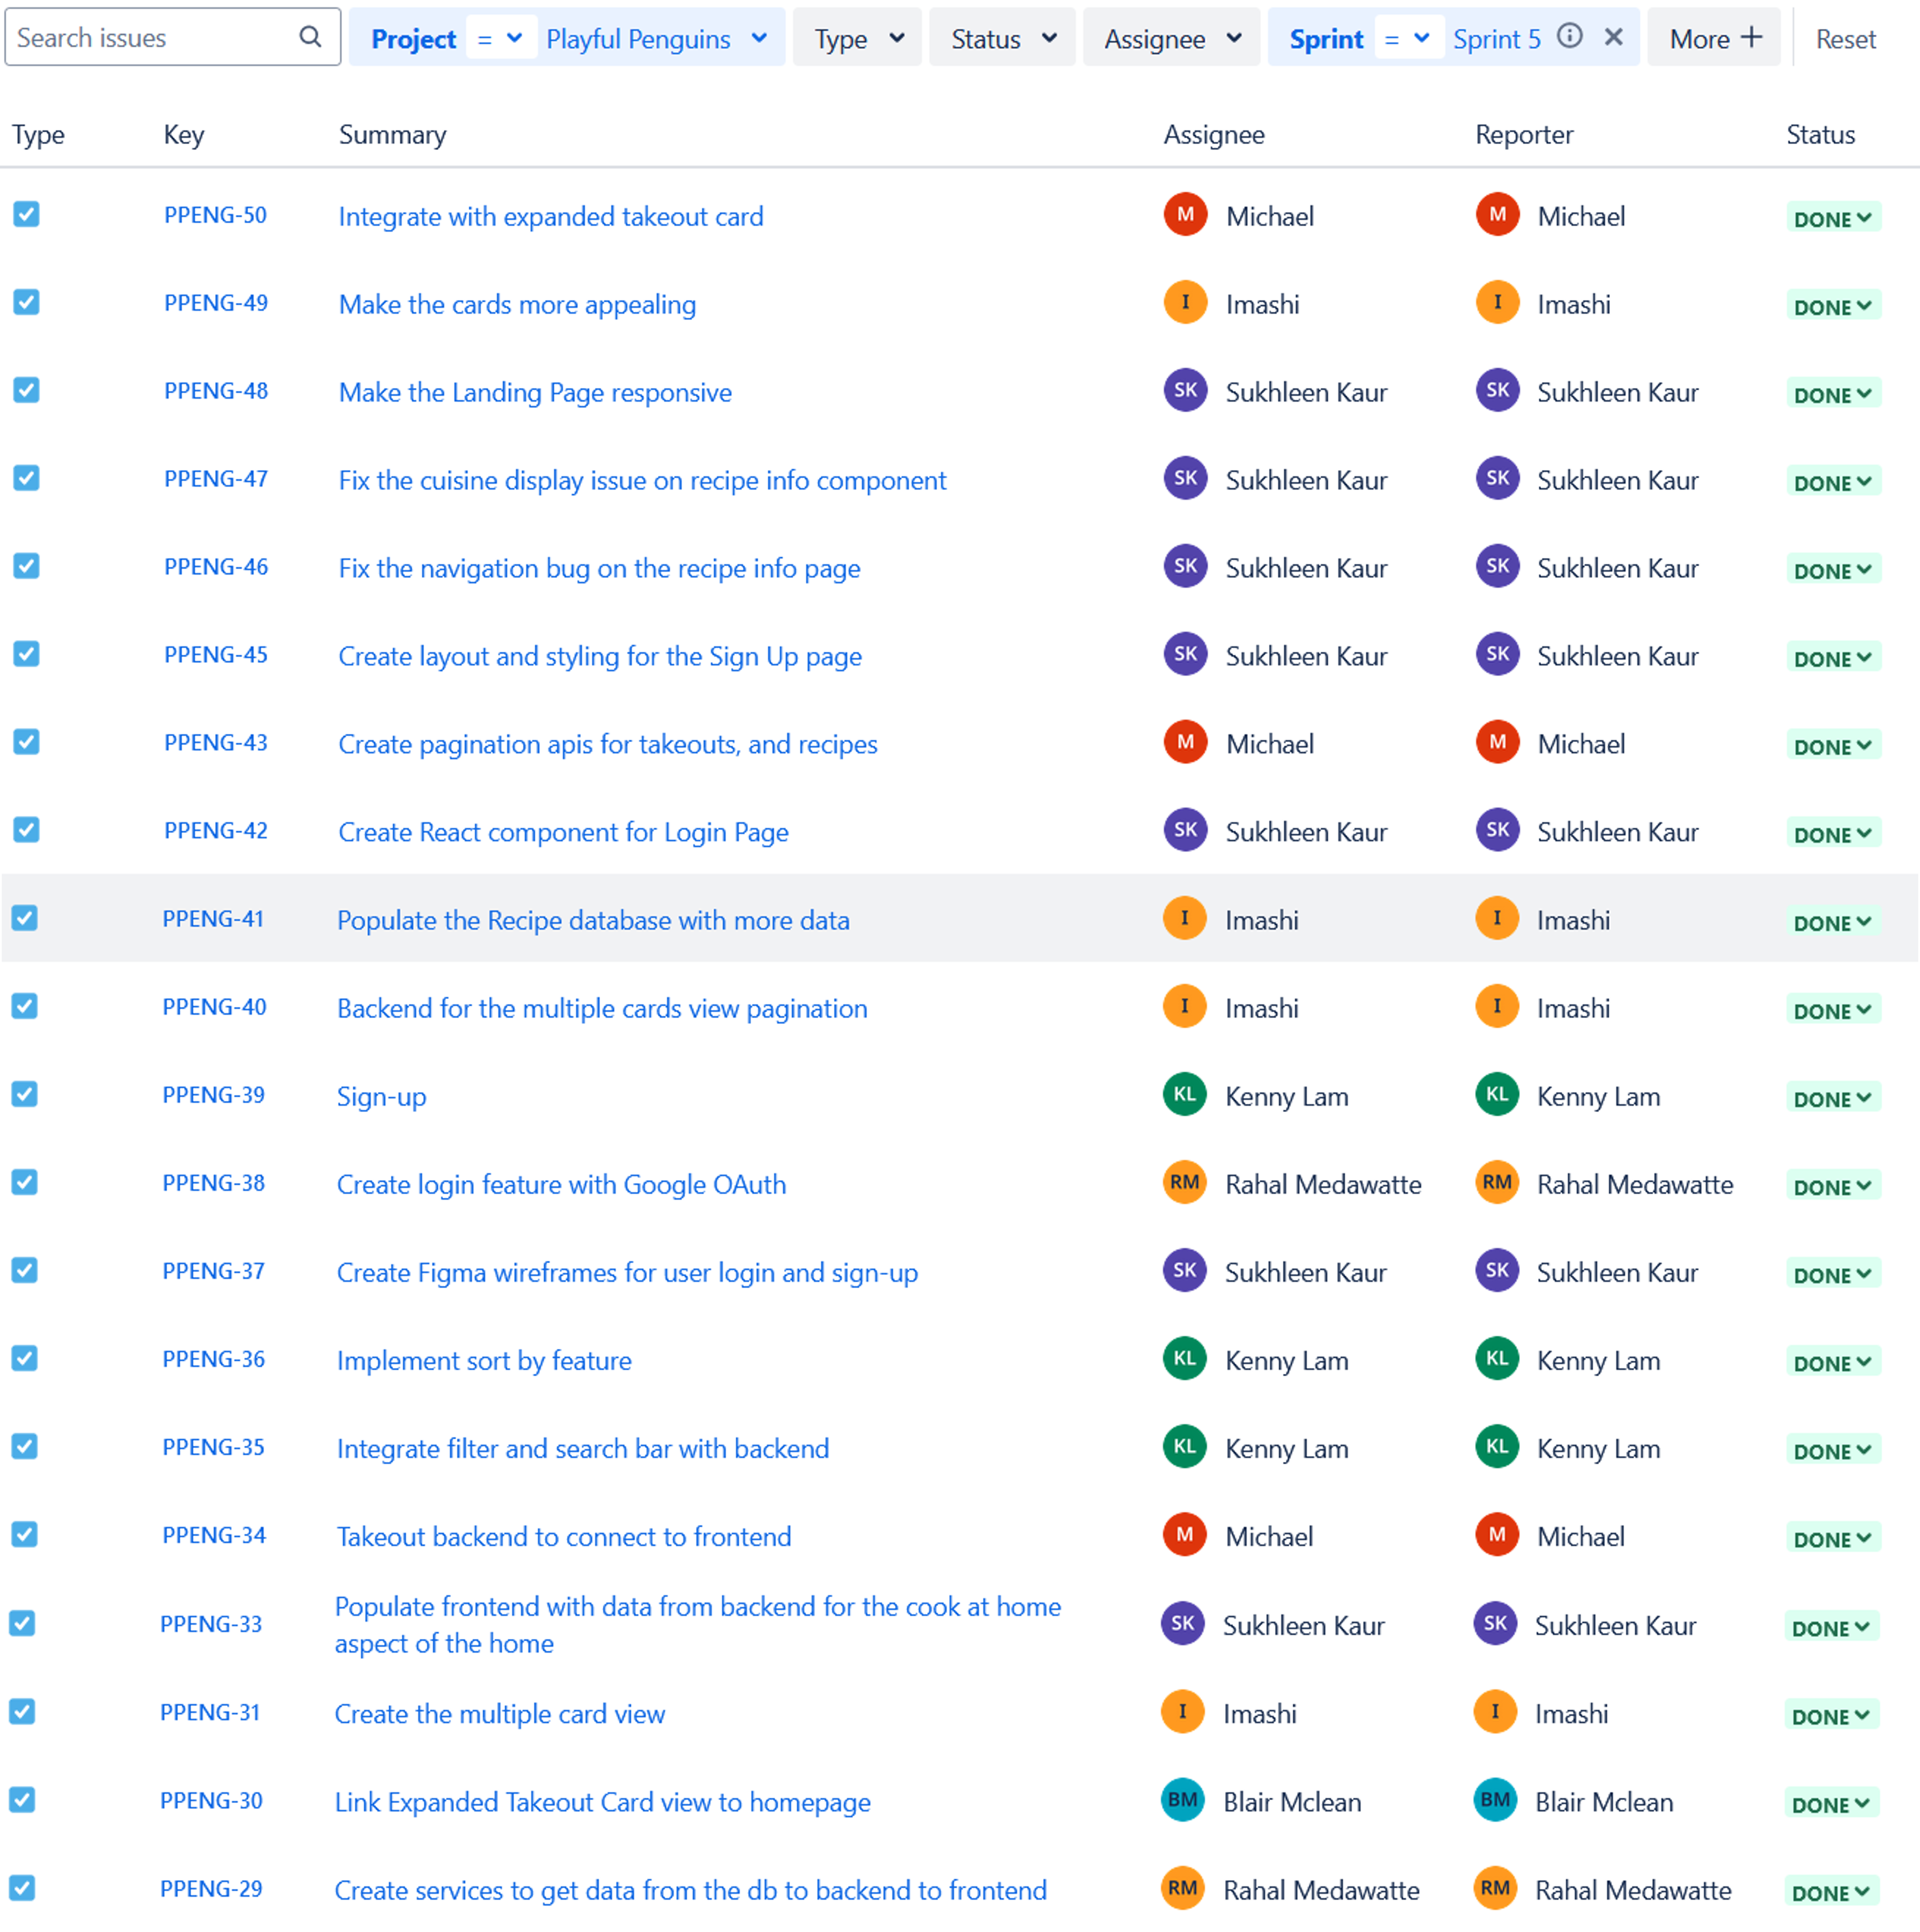 Search issues Project = Playful Penguins Type Status Assignee Sprint = Sprint 5 More + Reset
Type Key Summary Assignee Reporter Status
PPENG-50 Integrate with expanded takeout card M Michael M Michael DONE
PPENG-49 Make the cards more appealing I Imashi I Imashi DONE
PPENG-48 Make the Landing Page responsive SK Sukhleen Kaur SK Sukhleen Kaur DONE
PPENG-47 Fix the cuisine display issue on recipe info component SK Sukhleen Kaur SK Sukhleen Kaur DONE
PPENG-46 Fix the navigation bug on the recipe info page SK Sukhleen Kaur SK Sukhleen Kaur DONE
PPENG-45 Create layout and styling for the Sign Up page SK Sukhleen Kaur SK Sukhleen Kaur DONE
PPENG-43 Create pagination apis for takeouts, and recipes M Michael M Michael DONE
PPENG-42 Create React component for Login Page SK Sukhleen Kaur SK Sukhleen Kaur DONE
PPENG-41 Populate the Recipe database with more data I Imashi I Imashi DONE
PPENG-40 Backend for the multiple cards view pagination I Imashi I Imashi DONE
PPENG-39 Sign-up KL Kenny Lam KL Kenny Lam DONE
PPENG-38 Create login feature with Google OAuth RM Rahal Medawatte RM Rahal Medawatte DONE
PPENG-37 Create Figma wireframes for user login and sign-up SK Sukhleen Kaur SK Sukhleen Kaur DONE
PPENG-36 Implement sort by feature KL Kenny Lam KL Kenny Lam DONE
PPENG-35 Integrate filter and search bar with backend KL Kenny Lam KL Kenny Lam DONE
PPENG-34 Takeout backend to connect to frontend M Michael M Michael DONE
PPENG-33 Populate frontend with data from backend for the cook at home
aspect of the home SK Sukhleen Kaur SK Sukhleen Kaur DONE
PPENG-31 Create the multiple card view I Imashi I Imashi DONE
PPENG-30 Link Expanded Takeout Card view to homepage BM Blair Mclean BM Blair Mclean DONE
PPENG-29 Create services to get data from the db to backend to frontend RM Rahal Medawatte RM Rahal Medawatte DONE